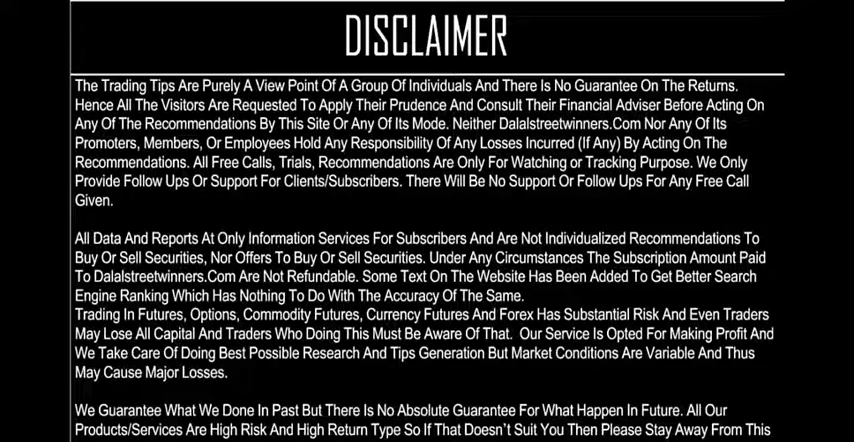 DISCLAIMER
The Trading Tips Are Purely A View Point Of A Group Of Individuals And There Is No Guarantee On The Returns.
Hence All The Visitors Are Requested To Apply Their Prudence And Consult Their Financial Adviser Before Acting On
Any Of The Recommendations By This Site Or Any Of Its Mode. Neither Dalalstreetwinners.Com Nor Any Of Its
Promoters, Members, Or Employees Hold Any Responsibility Of Any Losses Incurred (If Any) By Acting On The
Recommendations. All Free Calls, Trials, Recommendations Are Only For Watching or Tracking Purpose. We Only
Provide Follow Ups Or Support For Clients/Subscribers. There Will Be No Support Or Follow Ups For Any Free Call
Given.
All Data And Reports At Only Information Services For Subscribers And Are Not Individualized Recommendations To
Buy Or Sell Securities, Nor Offers To Buy Or Sell Securities. Under Any Circumstances The Subscription Amount Paid
To Dalalstreetwinners.Com Are Not Refundable. Some Text On The Website Has Been Added To Get Better Search
Engine Ranking Which Has Nothing To Do With The Accuracy Of The Same.
Trading In Futures, Options, Commodity Futures, Currency Futures And Forex Has Substantial Risk And Even Traders
May Lose All Capital And Traders Who Doing This Must Be Aware Of That. Our Service Is Opted For Making Profit And
We Take Care Of Doing Best Possible Research And Tips Generation But Market Conditions Are Variable And Thus
May Cause Major Losses.
We Guarantee What We Done In Past But There Is No Absolute Guarantee For What Happen In Future. All Our
Products/Services Are High Risk And High Return Type So If That Doesn't Suit You Then Please Stay Away From This